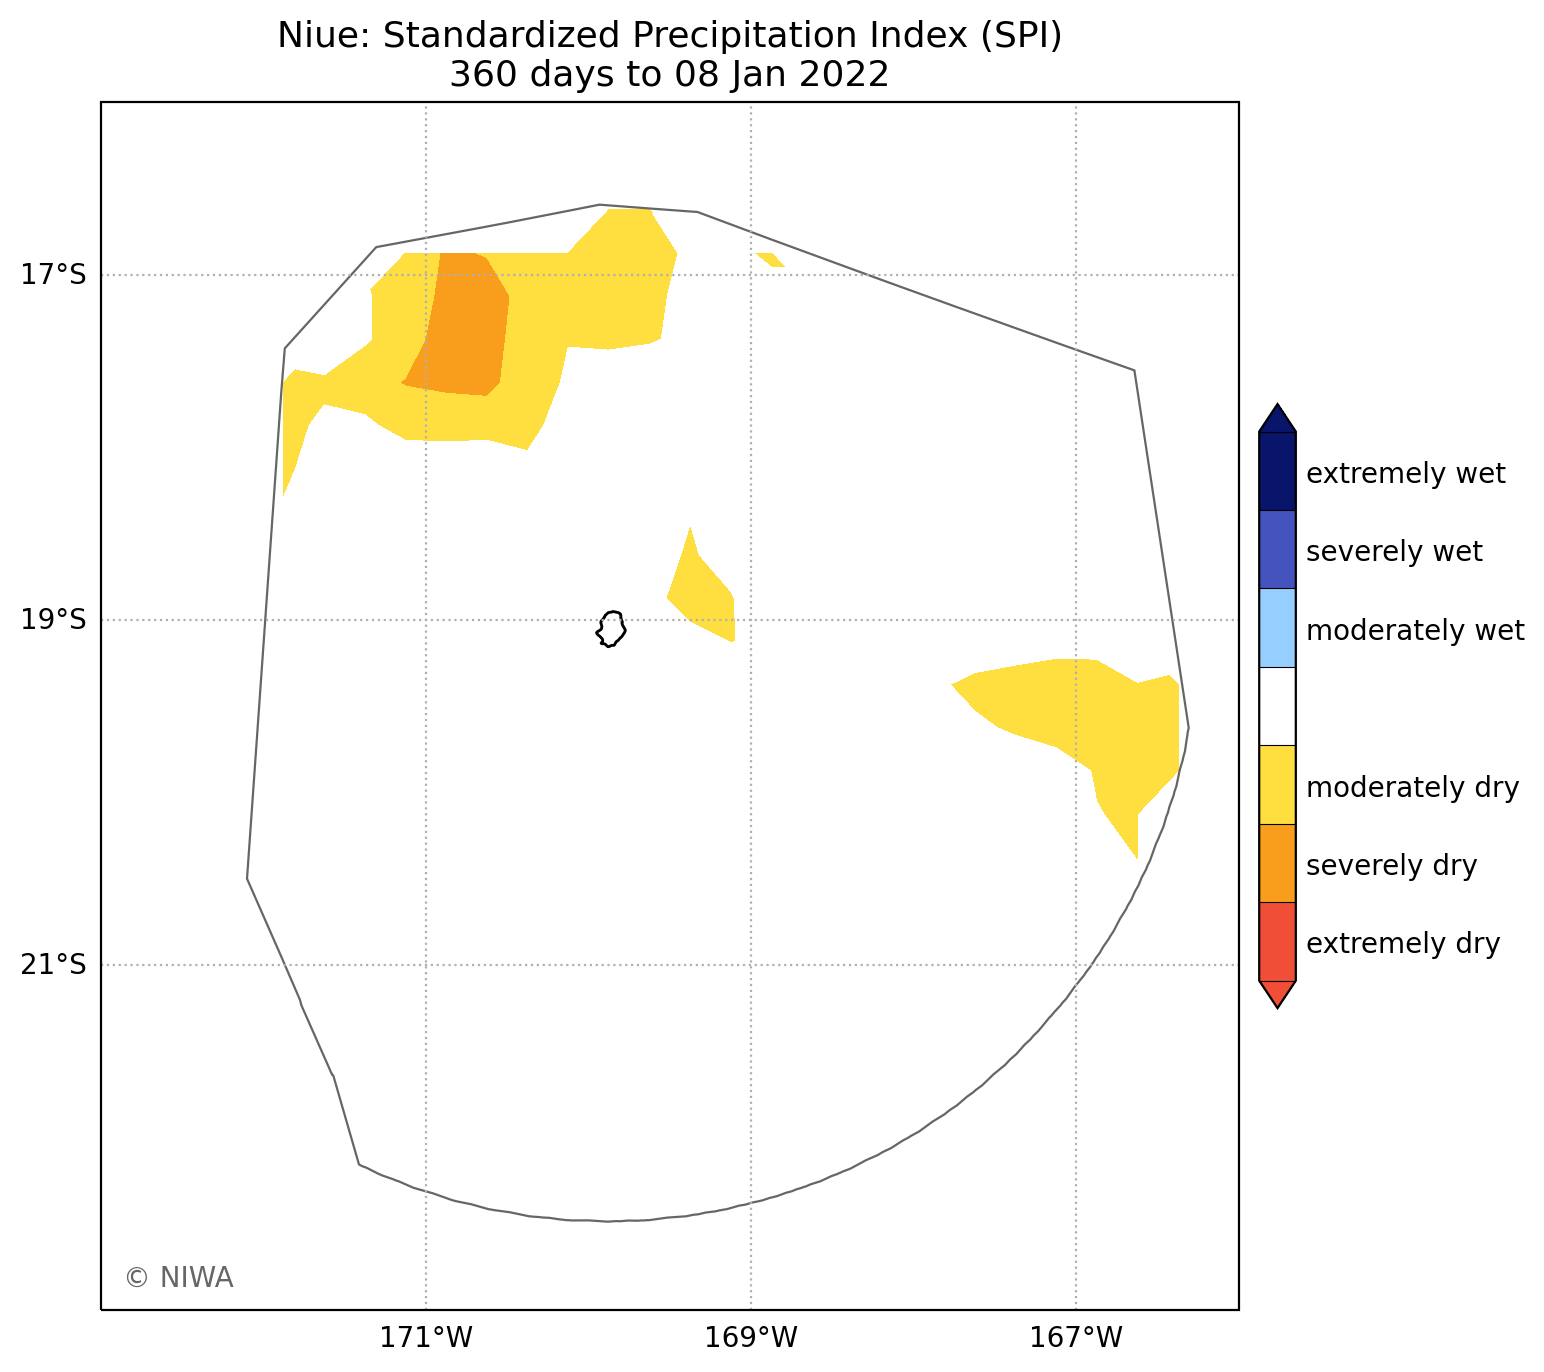 Niue: Standardized Precipitation Index (SPI)
360 days to 08 Jan 2022
17°S
19°S
21°S
171°W
169°W
167°W
extremely wet
severely wet
moderately wet
moderately dry
severely dry
extremely dry
© NIWA